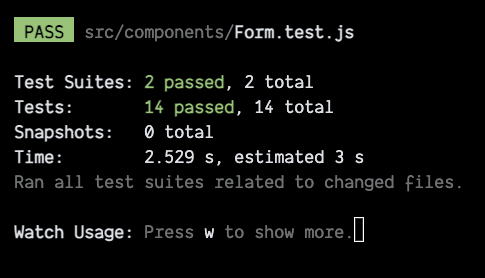 PASS src/components/Form.test.js
Test Suites: 2 passed, 2 total
Tests: 14 passed, 14 total
Snapshots: 0 total
Time: 2.529 s, estimated 3 s
Ran all test suites related to changed files.
Watch Usage: Press w to show more.